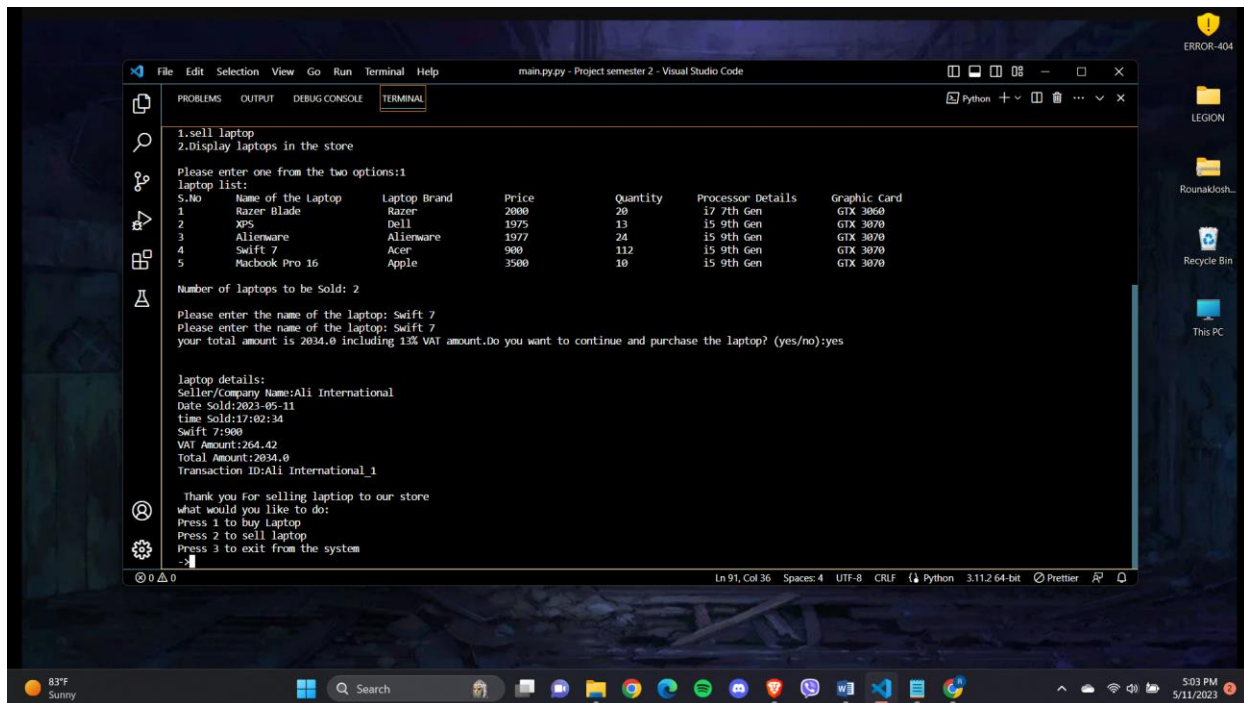 ERROR-404
File Edit Selection View Go Run Terminal Help main.py.py - Project semester 2 - Visual Studio Code
PROBLEMS OUTPUT DEBUG CONSOLE TERMINAL Python
LEGION
1.sell laptop
2.Display laptops in the store
Please enter one from the two options:1
laptop list:
S.No Name of the Laptop Laptop Brand Price Quantity Processor Details Graphic Card
1 Razer Blade Razer 2000 20 i7 7th Gen GTX 3060
2 XPS Dell 1975 13 i5 9th Gen GTX 3070
3 Alienware Alienware 1977 24 i5 9th Gen GTX 3070
4 Swift 7 Acer 900 112 i5 9th Gen GTX 3070
5 Macbook Pro 16 Apple 3500 10 i5 9th Gen GTX 3070
RounakJosh...
Recycle Bin
Number of laptops to be Sold: 2
Please enter the name of the laptop: Swift 7
Please enter the name of the laptop: Swift 7
your total amount is 2034.0 including 13% VAT amount.Do you want to continue and purchase the laptop? (yes/no):yes
This PC
laptop details:
Seller/Company Name:Ali International
Date Sold:2023-05-11
time Sold:17:02:34
Swift 7:900
VAT Amount:264.42
Total Amount:2034.0
Transaction ID:Ali International_1
Thank you For selling laptiop to our store
what would you like to do:
Press 1 to buy Laptop
Press 2 to sell laptop
Press 3 to exit from the system
->
0 0 Ln 91, Col 36 Spaces: 4 UTF-8 CRLF Python 3.11.2 64-bit Prettier
83°F
Sunny
Search
5:03 PM
5/11/2023
2